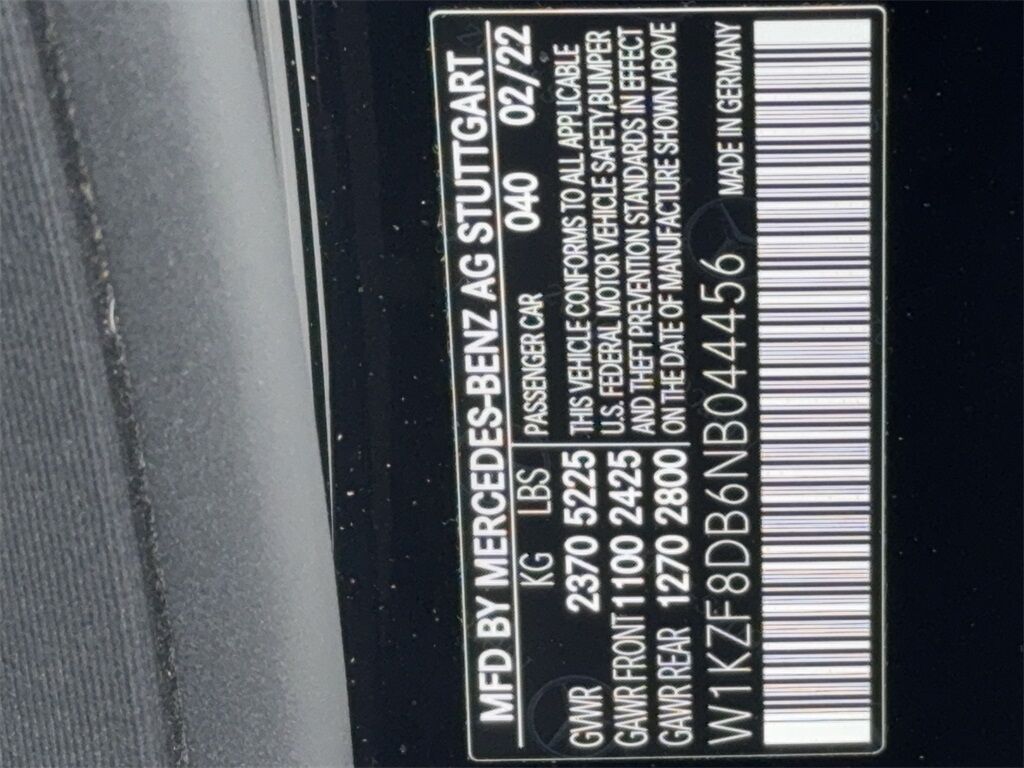 MFD BY MERCEDES-BENZ AG STUTTGART
KG LBS PASSENGER CAR 040 02/22
GVWR 2370 5225
GAWR FRONT 1100 2425
GAWR REAR 1270 2800
THIS VEHICLE CONFORMS TO ALL APPLICABLE
U.S. FEDERAL MOTOR VEHICLE SAFETY,BUMPER
AND THEFT PREVENTION STANDARDS IN EFFECT
ON THE DATE OF MANUFACTURE SHOWN ABOVE
W1KZF8DB6NB044456 MADE IN GERMANY